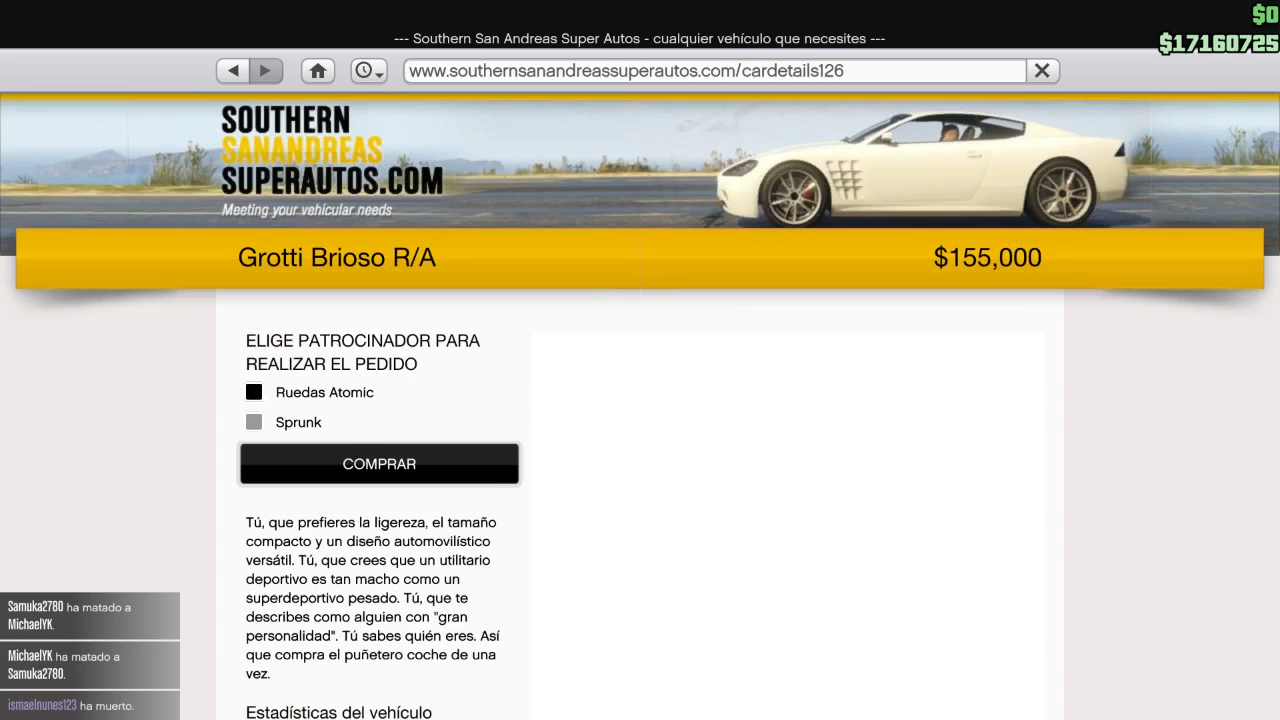 $0
--- Southern San Andreas Super Autos - cualquier vehículo que necesites ---
$17160725
www.southernsanandreassuperautos.com/cardetails126
SOUTHERN
SANANDREAS
SUPERAUTOS.COM
Meeting your vehicular needs
Grotti Brioso R/A
$155,000
ELIGE PATROCINADOR PARA
REALIZAR EL PEDIDO
Ruedas Atomic
Sprunk
COMPRAR
Tú, que prefieres la ligereza, el tamaño
compacto y un diseño automovilístico
versátil. Tú, que crees que un utilitario
deportivo es tan macho como un
superdeportivo pesado. Tú, que te
describes como alguien con "gran
personalidad". Tú sabes quién eres. Así
que compra el puñetero coche de una
vez.
Estadísticas del vehículo
Samuka2780 ha matado a
MichaelYK.
MichaelYK ha matado a
Samuka2780.
ismaelnunes123 ha muerto.